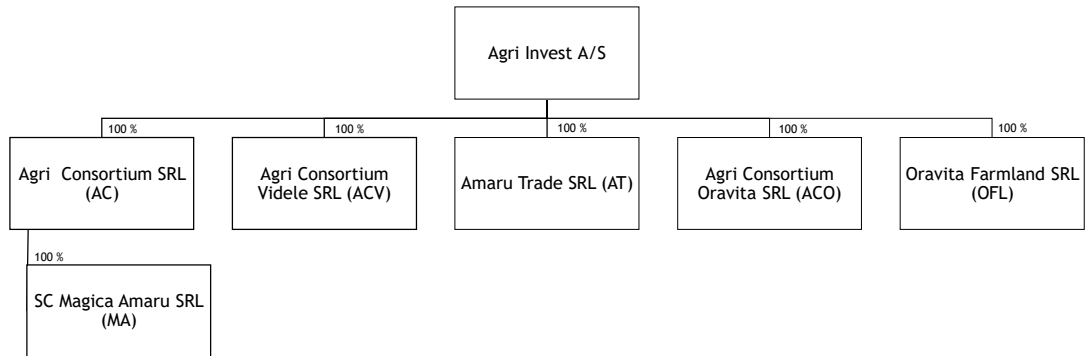 Agri Invest A/S
100 %
100 %
100 %
100 %
100 %
Agri Consortium SRL
(AC)
Agri Consortium
Videle SRL (ACV)
Amaru Trade SRL (AT)
Agri Consortium
Oravita SRL (ACO)
Oravita Farmland SRL
(OFL)
100 %
SC Magica Amaru SRL
(MA)